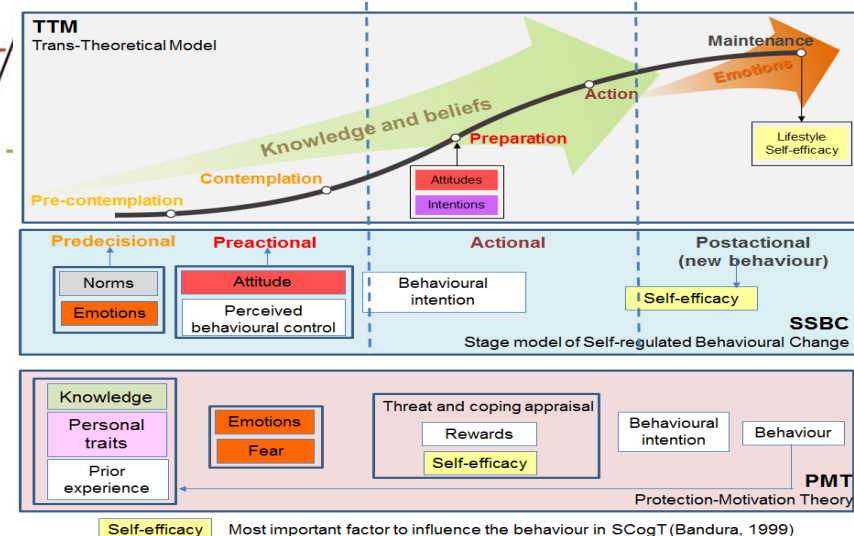 TTM
Trans-Theoretical Model
Maintenance
Emotions
Action
Knowledge and beliefs
Preparation
Lifestyle
Self-efficacy
Contemplation
Attitudes
Intentions
Pre-contemplation
Predecisional
Preactional
Actional
Postactional
(new behaviour)
Norms
Emotions
Attitude
Perceived
behavioural control
Behavioural
intention
Self-efficacy
SSBC
Stage model of Self-regulated Behavioural Change
Knowledge
Personal
traits
Prior
experience
Emotions
Fear
Threat and coping appraisal
Rewards
Self-efficacy
Behavioural
intention
Behaviour
PMT
Protection-Motivation Theory
Self-efficacy Most important factor to influence the behaviour in SCogT (Bandura, 1999)